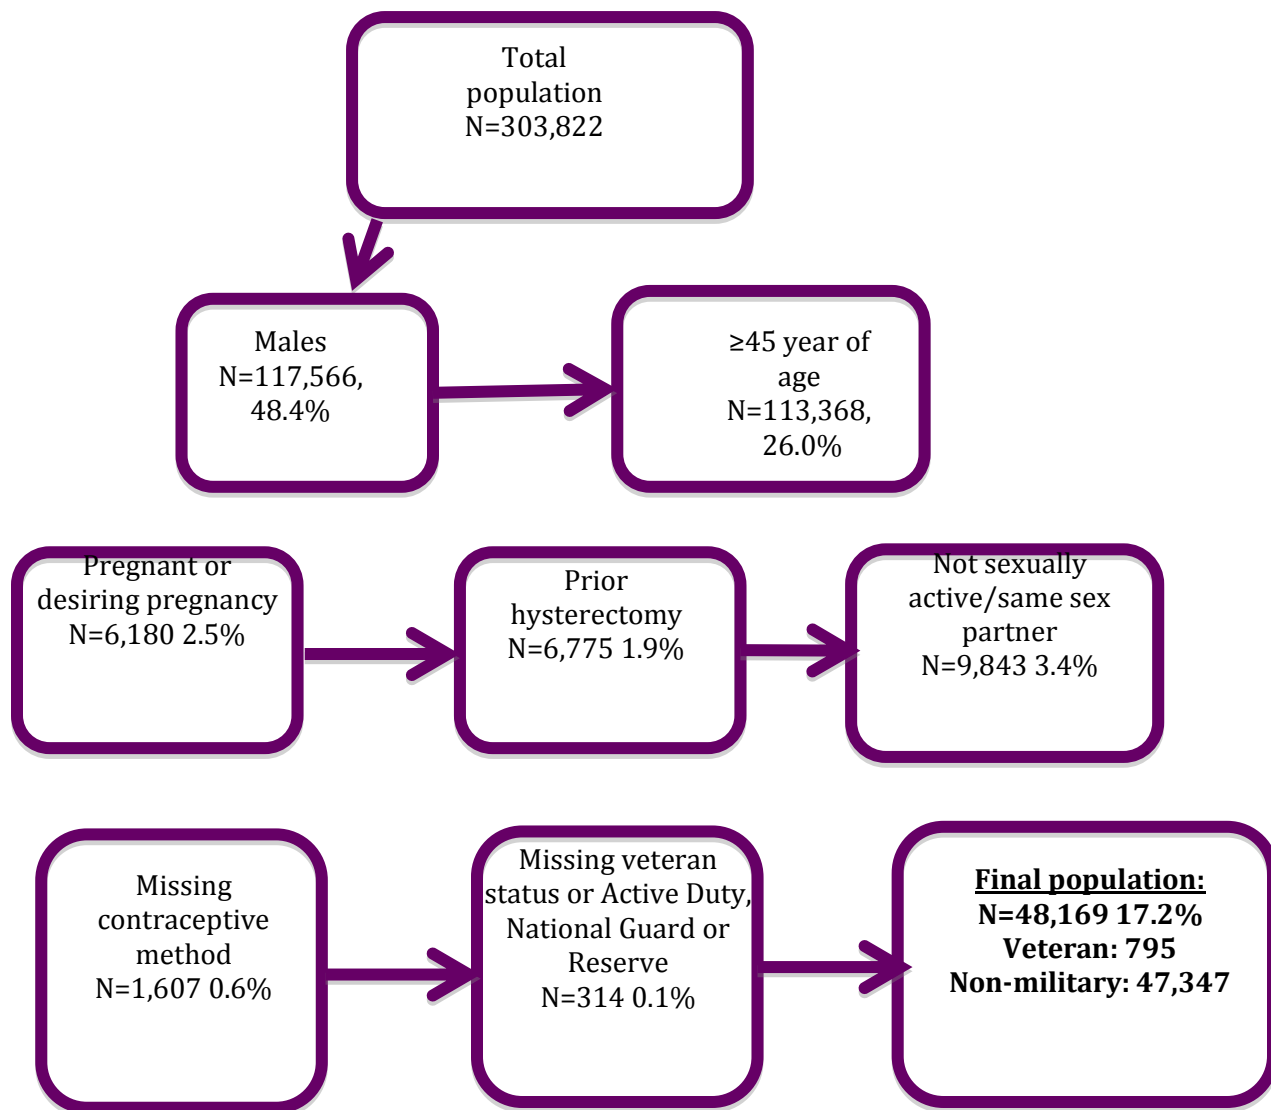 Total
population
N=303,822
Males
N=117,566,
48.4%
≥45 year of
age
N=113,368,
26.0%
Pregnant or
desiring pregnancy
N=6,180 2.5%
Prior
hysterectomy
N=6,775 1.9%
Not sexually
active/same sex
partner
N=9,843 3.4%
Missing
contraceptive
method
N=1,607 0.6%
Missing veteran
status or Active Duty,
National Guard or
Reserve
N=314 0.1%
Final population:
N=48,169 17.2%
Veteran: 795
Non-military: 47,347